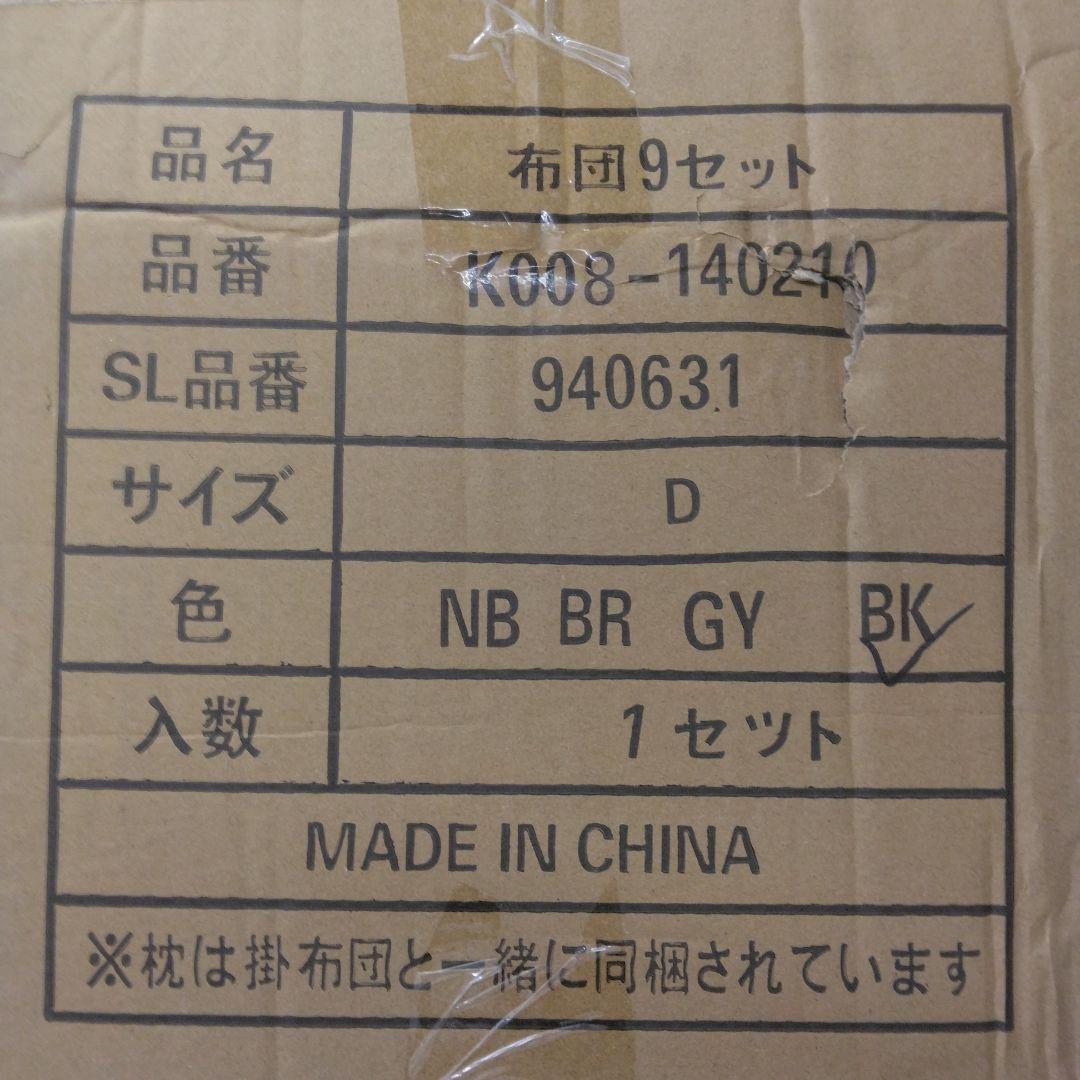 品名 布団9セット
品番 K008-140210
SL品番 940631
サイズ D
色 NB BR GY BK
入数 1セツト
MADE IN CHINA
※枕は掛布団と一緒に同梱されています